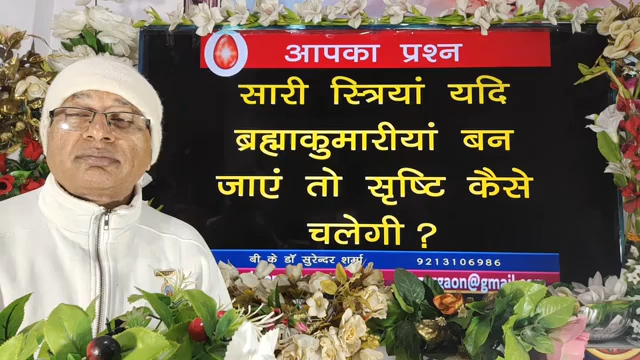 आपका प्रश्न
सारी स्त्रियां यदि
ब्रह्माकुमारीयां बन
जाएं तो सृष्टि कैसे
चलेगी ?
बी के डॉ सुरेन्दर शर्मा 9213106986